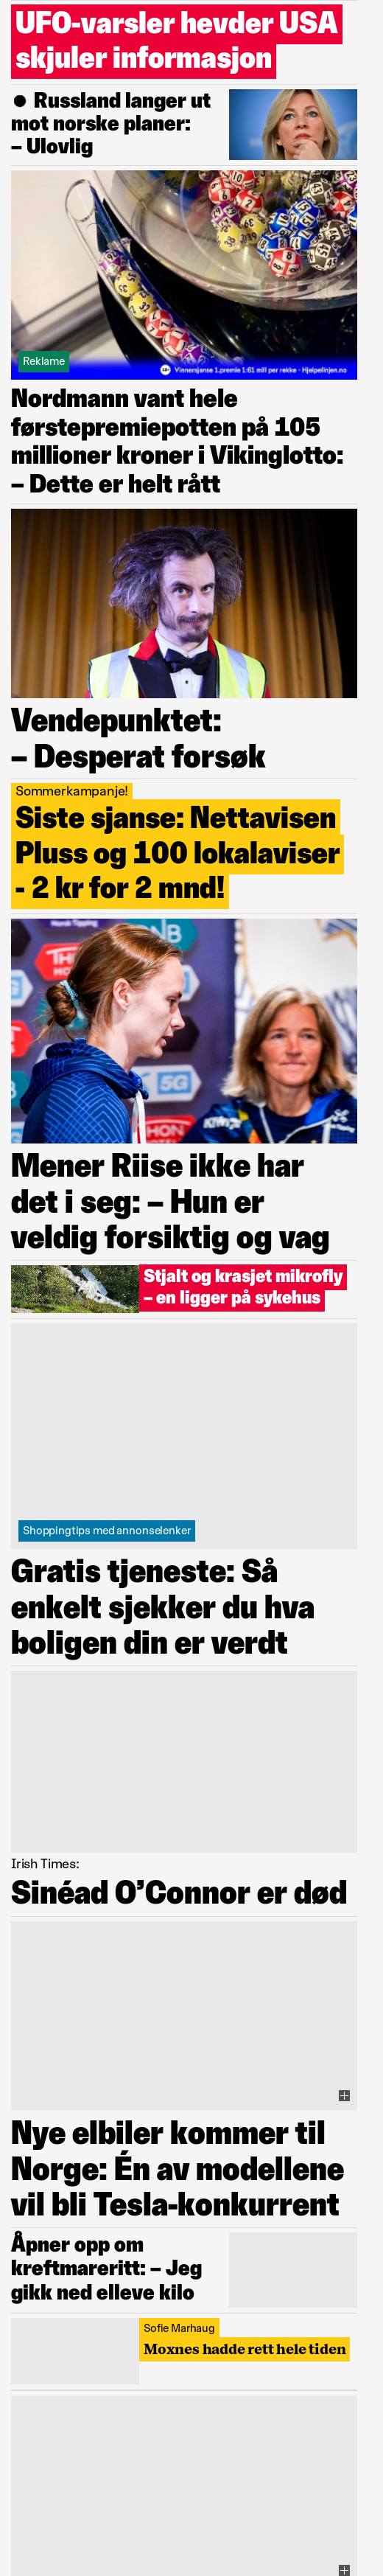 UFO-varsler hevder USA
skjuler informasjon
● Russland langer ut
mot norske planer:
– Ulovlig
Reklame
18+ Vinnersjanse 1.premie 1:61 mill per rekke - Hjelpelinjen.no
Nordmann vant hele
førstepremiepotten på 105
millioner kroner i Vikinglotto:
– Dette er helt rått
Vendepunktet:
– Desperat forsøk
Sommerkampanje!
Siste sjanse: Nettavisen
Pluss og 100 lokalaviser
- 2 kr for 2 mnd!
Norsk Tipping
5G
Mener Riise ikke har
det i seg: – Hun er
veldig forsiktig og vag
Stjalt og krasjet mikrofly
– en ligger på sykehus
Shoppingtips med annonselenker
Gratis tjeneste: Så
enkelt sjekker du hva
boligen din er verdt
Irish Times:
Sinéad O’Connor er død
Nye elbiler kommer til
Norge: Én av modellene
vil bli Tesla-konkurrent
Åpner opp om
kreftmareritt: – Jeg
gikk ned elleve kilo
Sofie Marhaug
Moxnes hadde rett hele tiden